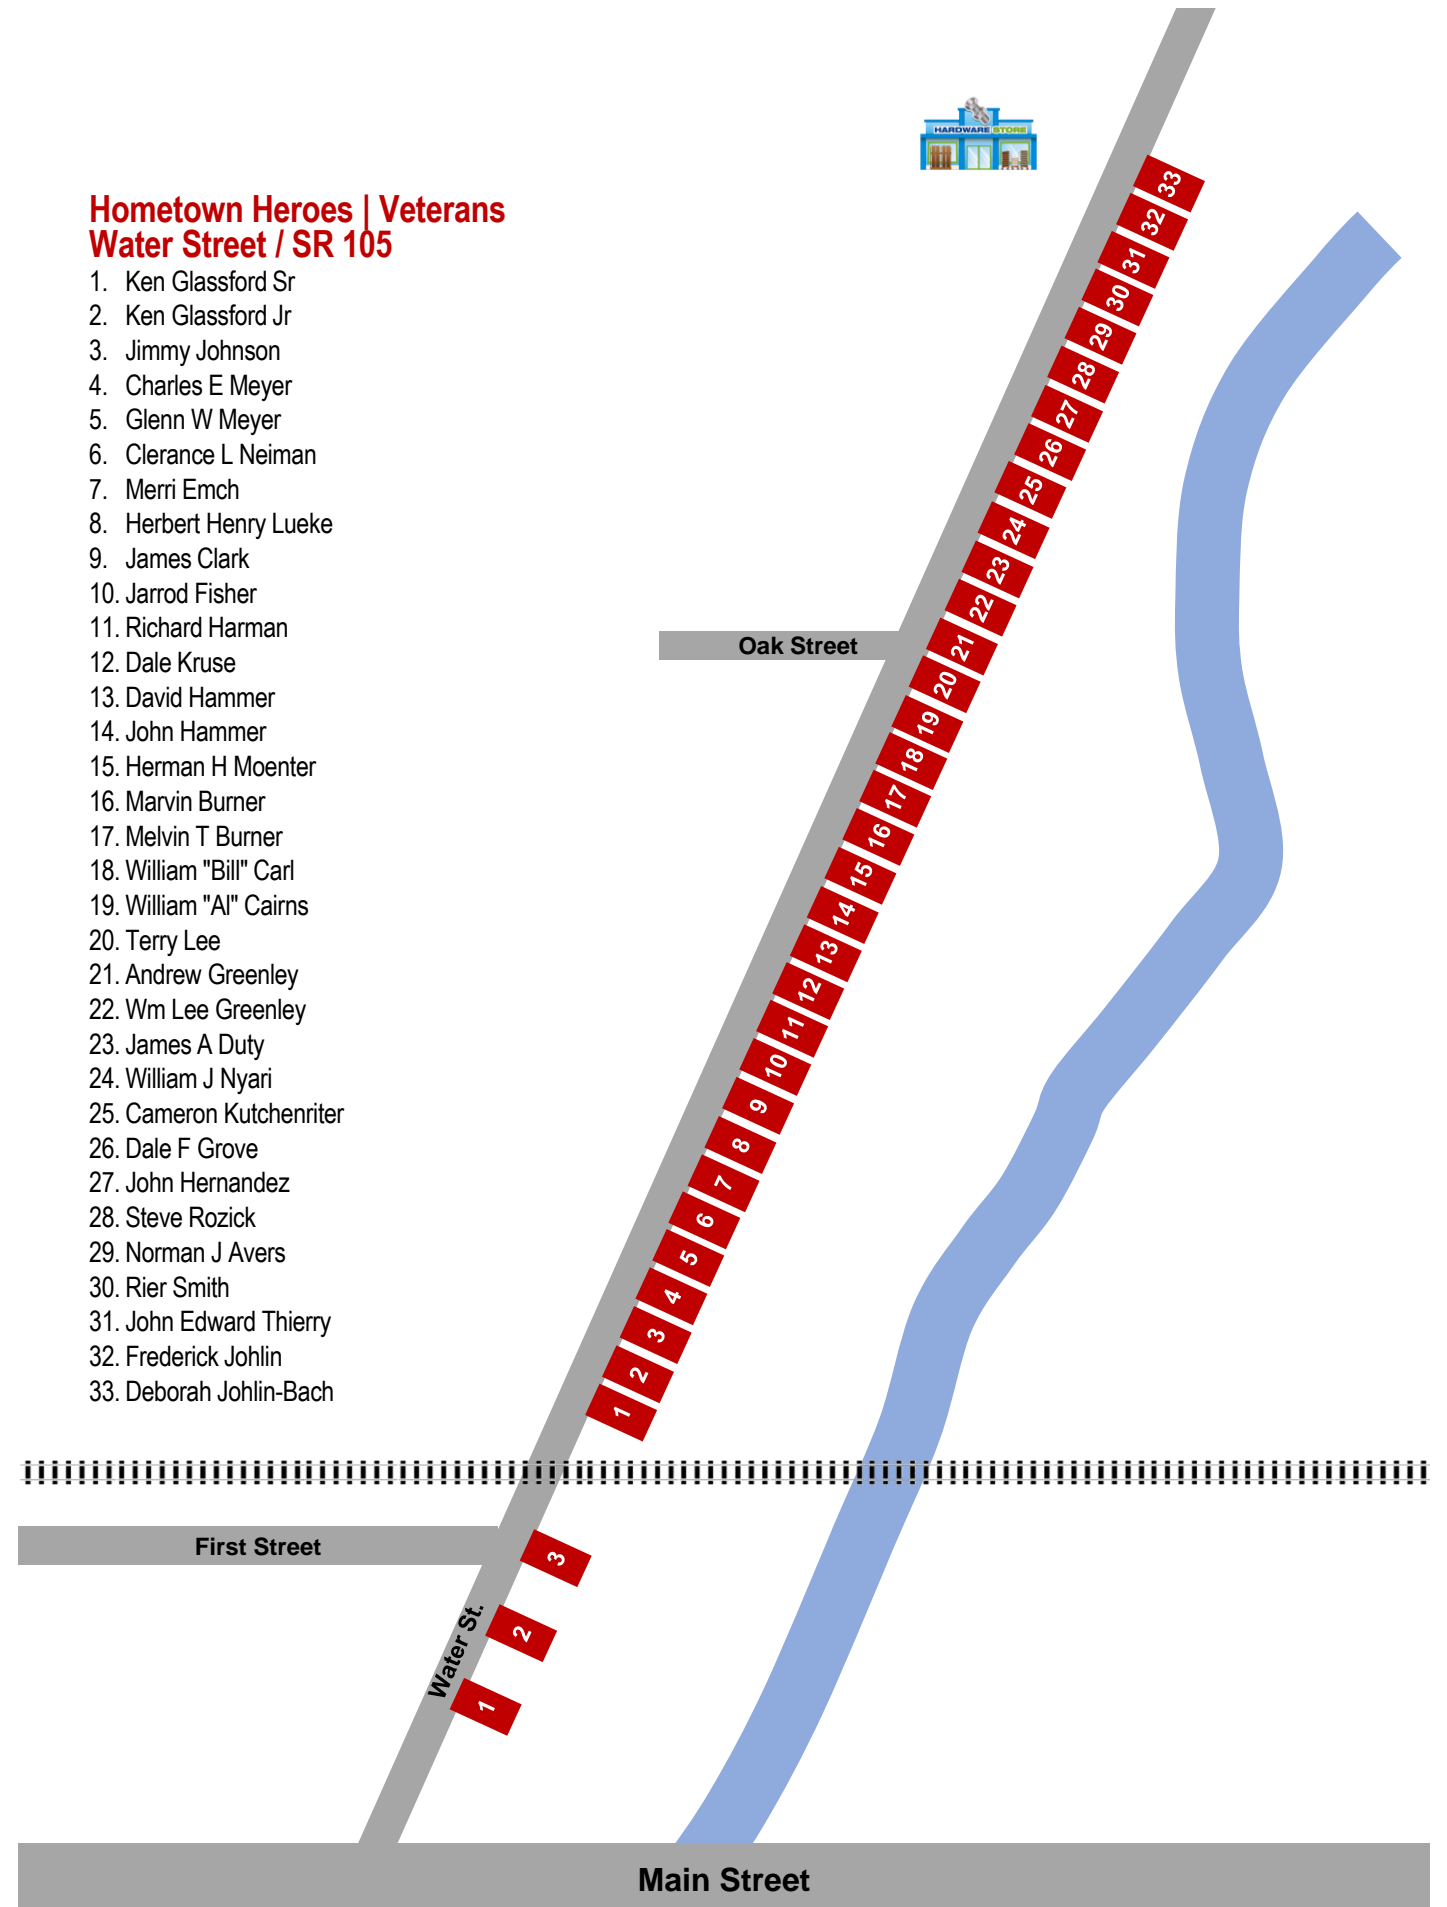 HARDWARE STORE
Hometown Heroes | Veterans
Water Street / SR 105
1. Ken Glassford Sr
2. Ken Glassford Jr
3. Jimmy Johnson
4. Charles E Meyer
5. Glenn W Meyer
6. Clerance L Neiman
7. Merri Emch
8. Herbert Henry Lueke
9. James Clark
10. Jarrod Fisher
11. Richard Harman
12. Dale Kruse
13. David Hammer
14. John Hammer
15. Herman H Moenter
16. Marvin Burner
17. Melvin T Burner
18. William "Bill" Carl
19. William "Al" Cairns
20. Terry Lee
21. Andrew Greenley
22. Wm Lee Greenley
23. James A Duty
24. William J Nyari
25. Cameron Kutchenriter
26. Dale F Grove
27. John Hernandez
28. Steve Rozick
29. Norman J Avers
30. Rier Smith
31. John Edward Thierry
32. Frederick Johlin
33. Deborah Johlin-Bach
33
32
31
30
29
28
27
26
25
24
23
22
Oak Street
21
20
19
18
17
16
15
14
13
12
11
10
9
8
7
6
5
4
3
2
1
First Street
3
2
Water St.
1
Main Street